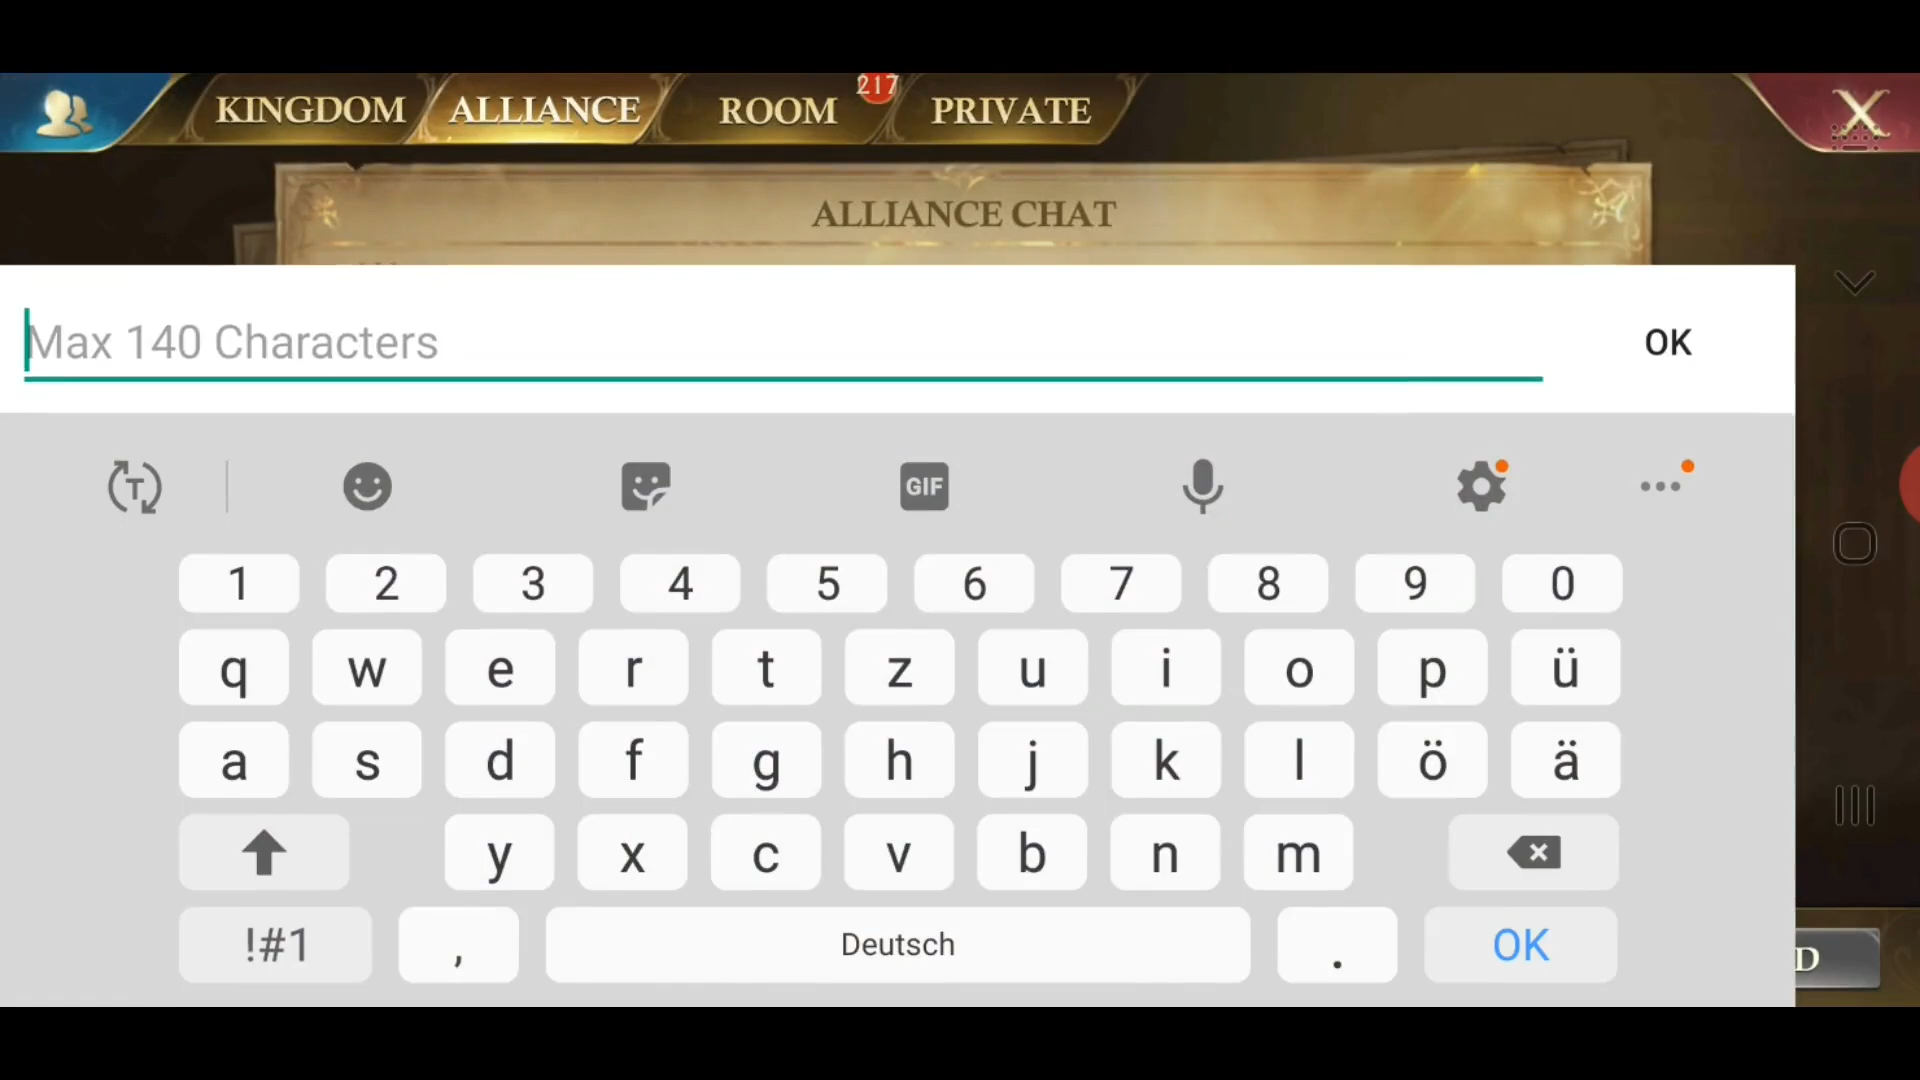 KINGDOM ALLIANCE ROOM 217 PRIVATE X
ALLIANCE CHAT
Max 140 Characters OK
T GIF
1 2 3 4 5 6 7 8 9 0
q w e r t z u i o p ü
a s d f g h j k l ö ä
y x c v b n m
!#1 , Deutsch . OK D